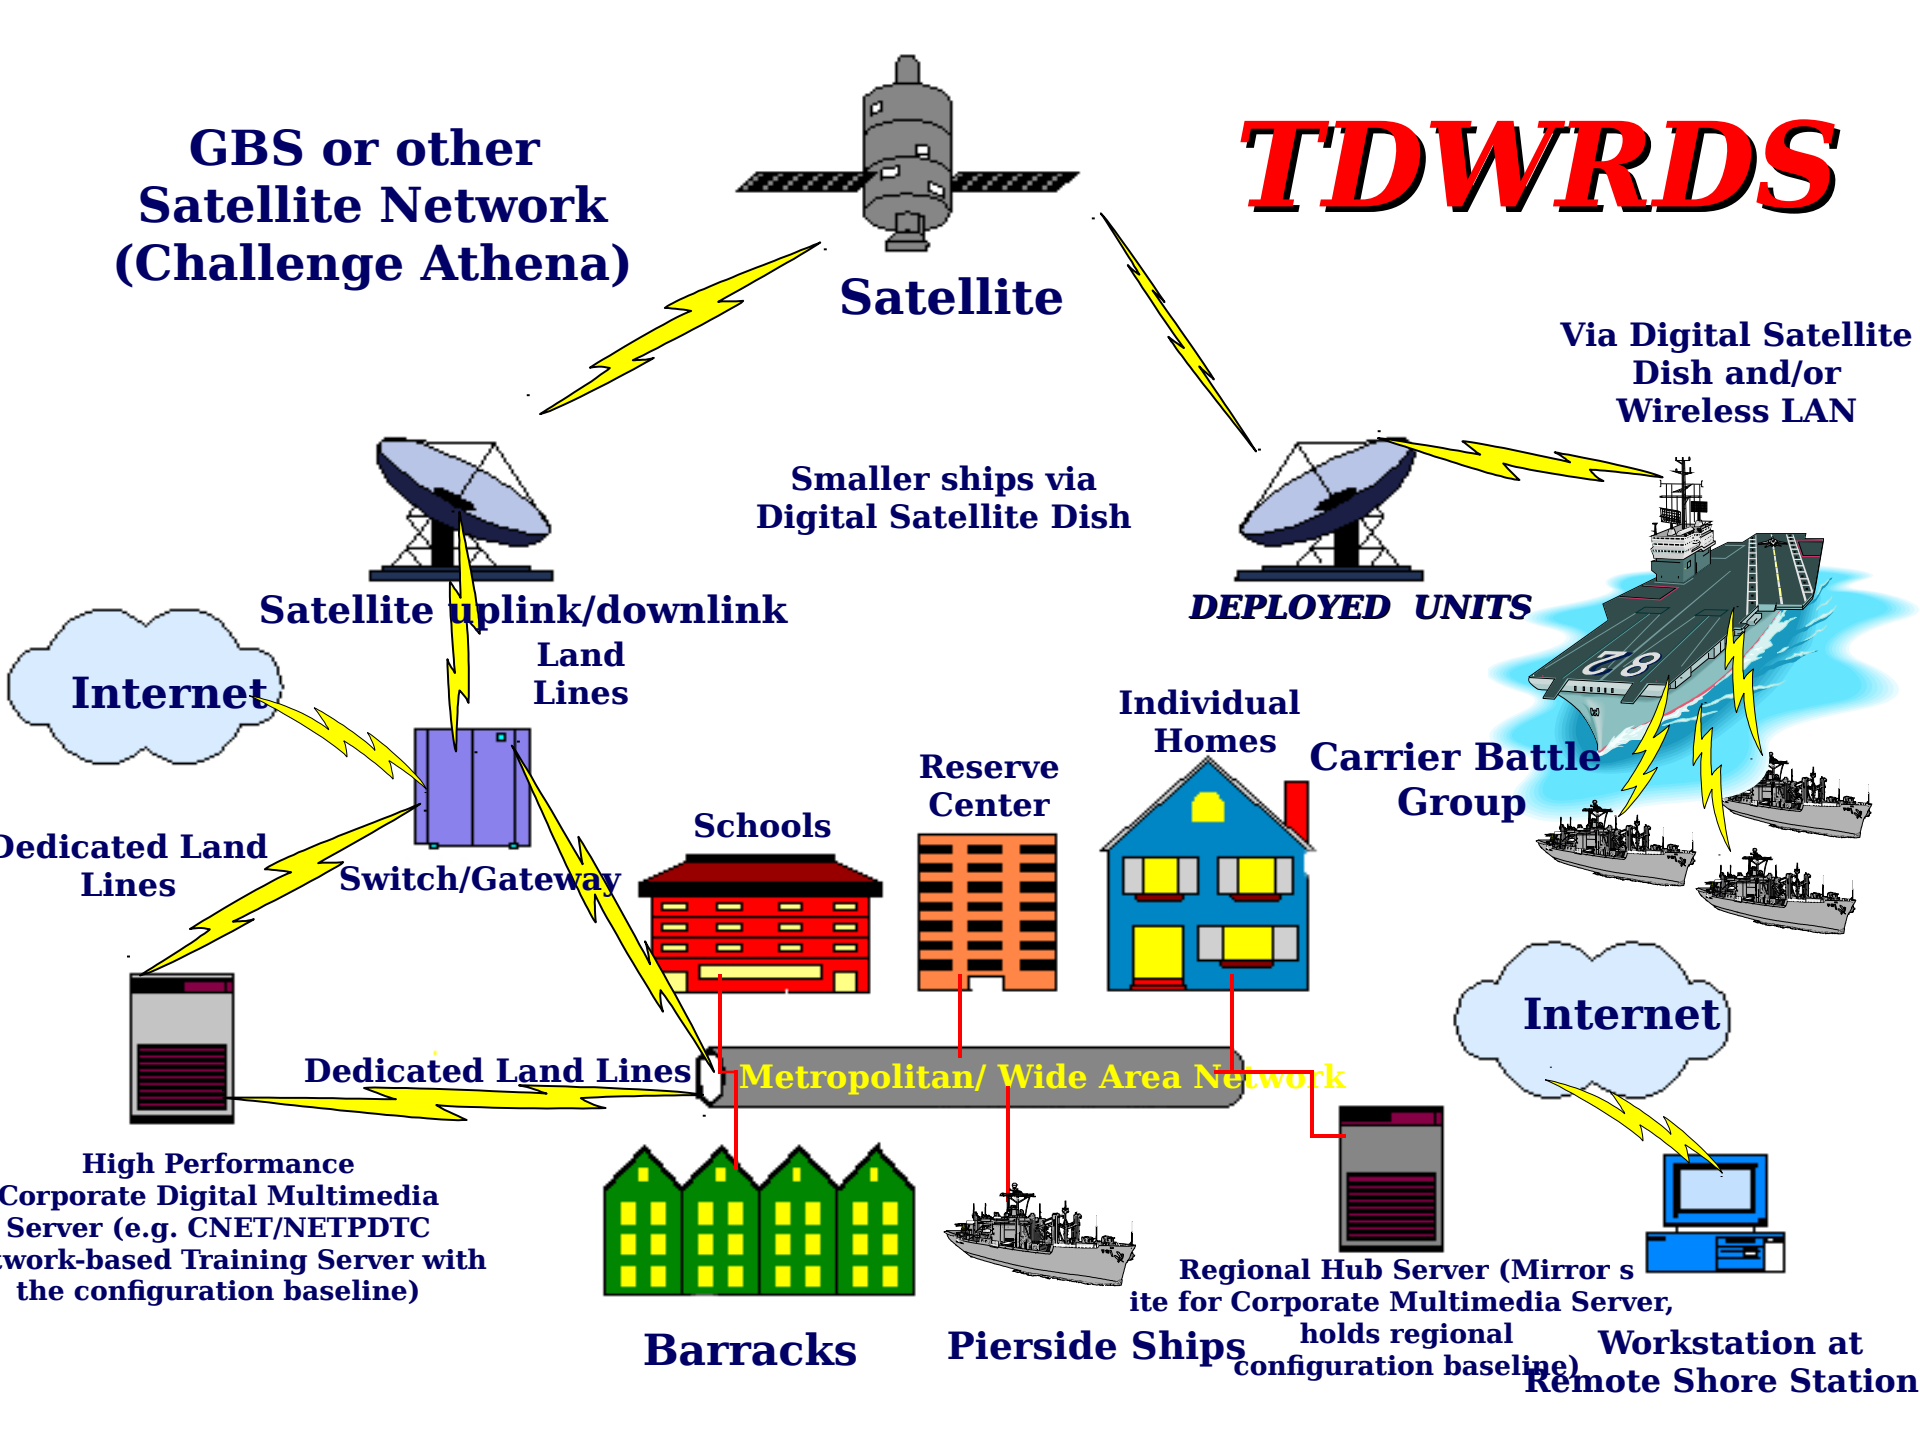 GBS or other
Satellite Network
(Challenge Athena)
TDWRDS
Satellite
Via Digital Satellite
Dish and/or
Wireless LAN
Smaller ships via
Digital Satellite Dish
Satellite uplink/downlink
DEPLOYED UNITS
Land
Lines
Internet
Individual
Homes
Reserve
Center
Carrier Battle
Group
Schools
Dedicated Land
Lines
Switch/Gateway
28
Internet
Dedicated Land Lines
Metropolitan/ Wide Area Network
High Performance
Corporate Digital Multimedia
Server (e.g. CNET/NETPDTC
twork-based Training Server with
the configuration baseline)
Barracks
Pierside Ships
Regional Hub Server (Mirror s
ite for Corporate Multimedia Server,
holds regional
configuration baseline)
Workstation at
Remote Shore Station